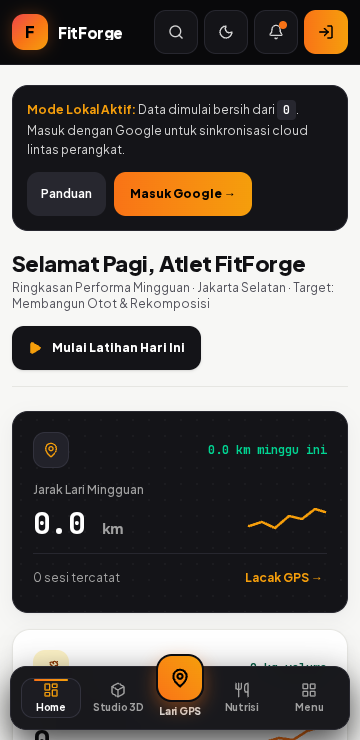 F FitForge
Mode Lokal Aktif: Data dimulai bersih dari 0.
Masuk dengan Google untuk sinkronisasi cloud
lintas perangkat.
Panduan Masuk Google →
Selamat Pagi, Atlet FitForge
Ringkasan Performa Mingguan · Jakarta Selatan · Target:
Membangun Otot & Rekomposisi
Mulai Latihan Hari Ini
0.0 km minggu ini
Jarak Lari Mingguan
0.0 km
0 sesi tercatat Lacak GPS →
Home Studio 3D Lari GPS Nutrisi Menu